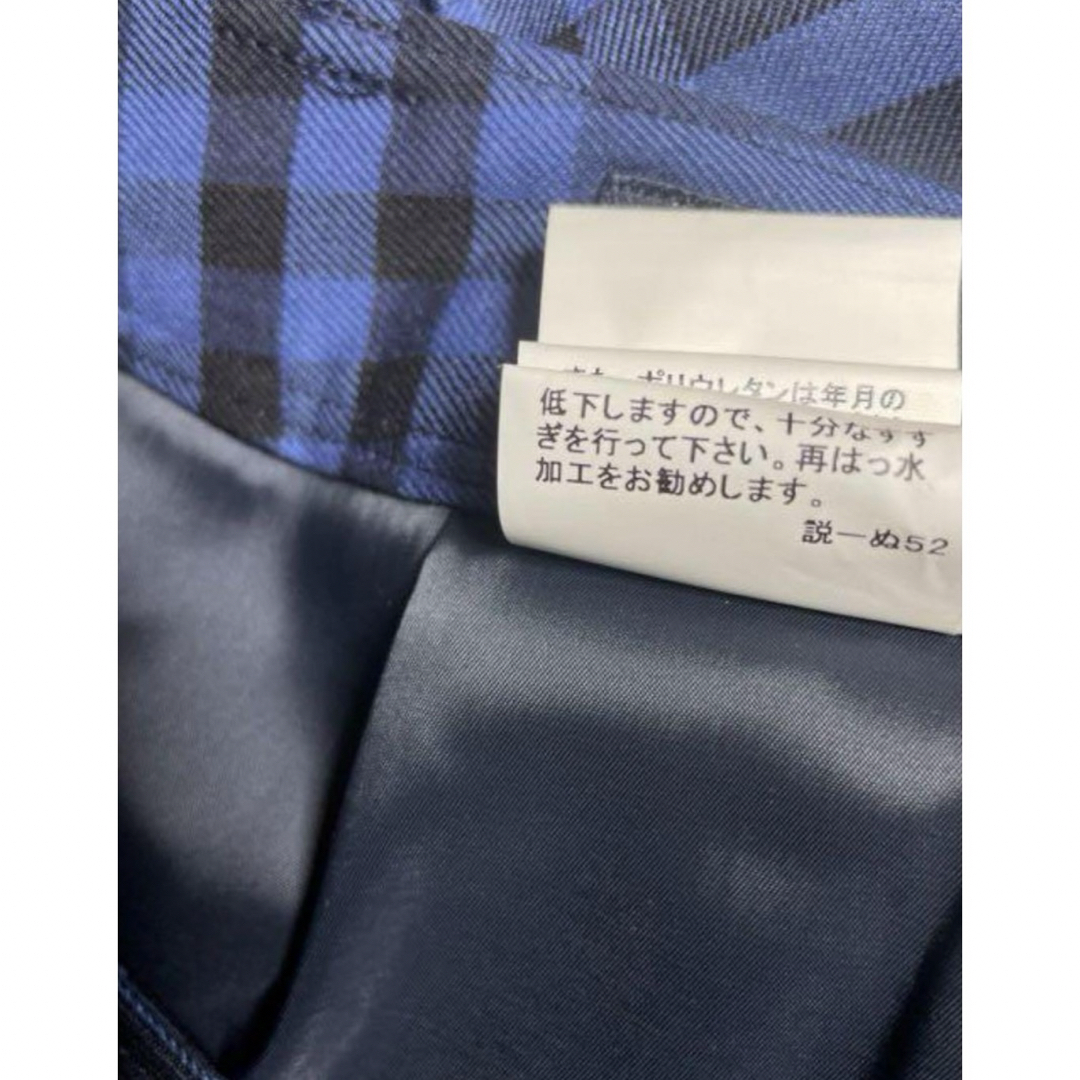 また、ポリウレタンは年月の
低下しますので、十分なすす
ぎを行って下さい。再はっ水
加工をお勧めします。
説－ぬ52